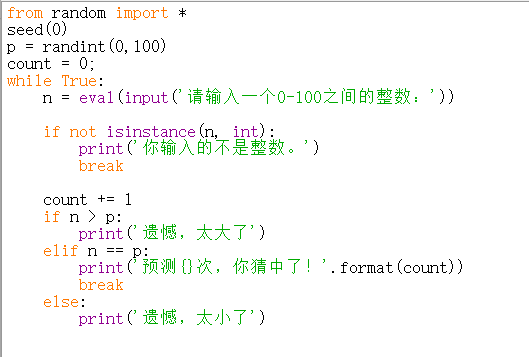 from random import *
seed(0)
p = randint(0,100)
count = 0;
while True:
    n = eval(input('请输入一个0-100之间的整数：'))
    if not isinstance(n, int):
        print('你输入的不是整数。')
        break
    count += 1
    if n > p:
        print('遗憾，太大了')
    elif n == p:
        print('预测{}次，你猜中了！'.format(count))
        break
    else:
        print('遗憾，太小了')